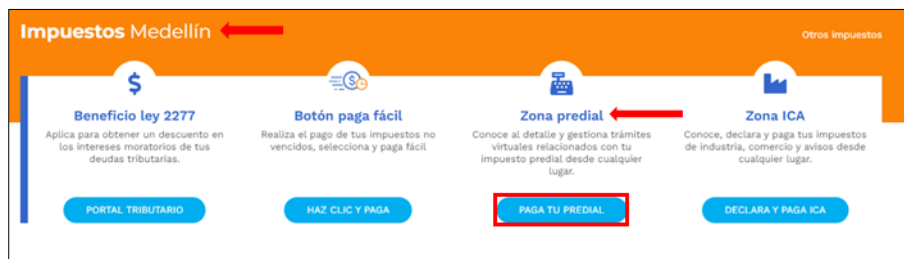 Impuestos Medellín
Otros impuestos
Beneficio ley 2277
Aplica para obtener un descuento en
los intereses moratorios de tus
deudas tributarias.
PORTAL TRIBUTARIO
Botón paga fácil
Realiza el pago de tus impuestos no
vencidos, selecciona y paga fácil
HAZ CLIC Y PAGA
Zona predial
Conoce al detalle y gestiona trámites
virtuales relacionados con tu
impuesto predial desde cualquier
lugar.
PAGA TU PREDIAL
Zona ICA
Conoce, declara y paga tus impuestos
de industria, comercio y avisos desde
cualquier lugar.
DECLARA Y PAGA ICA